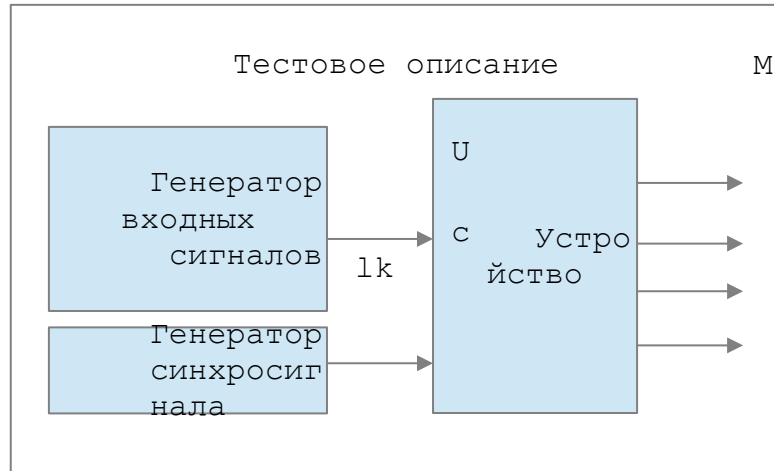 Тестовое описание
М
Генератор
входных
сигналов
U
c
Устро
йство
lk
Генератор
синхросиг
нала